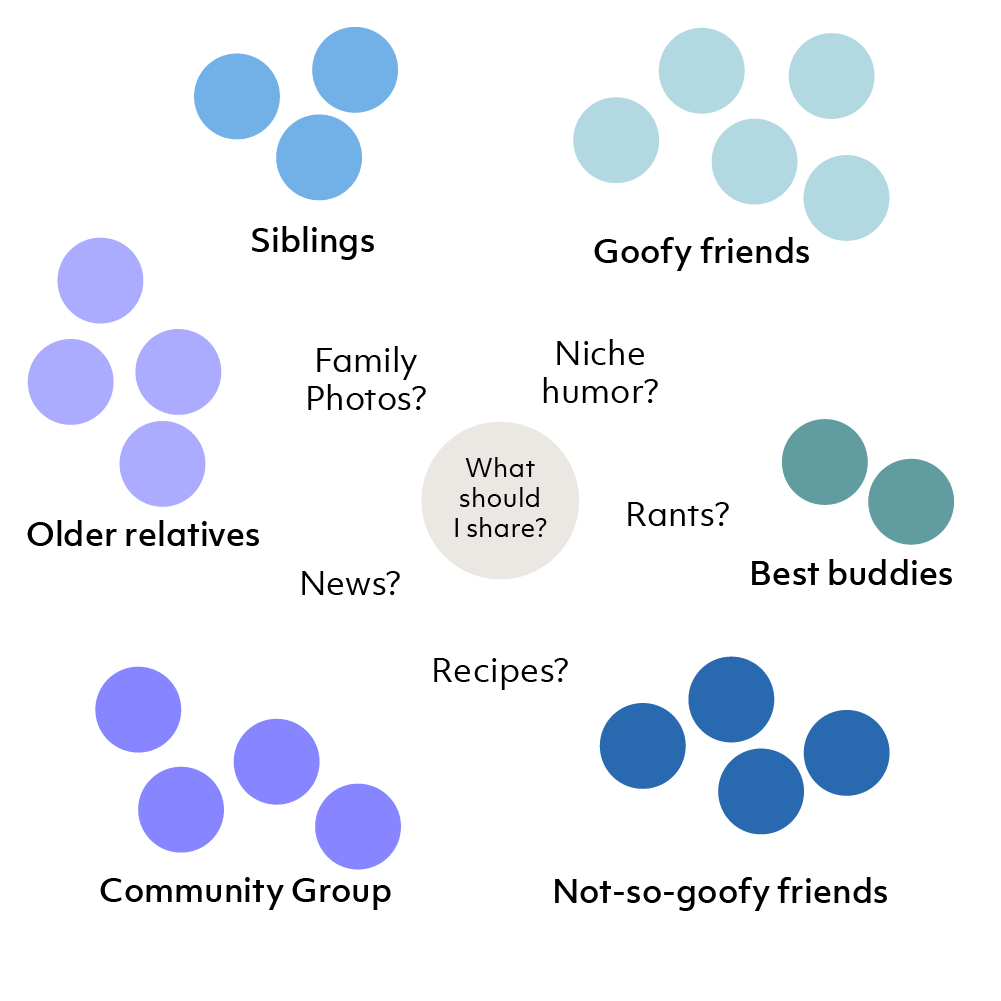 Siblings
Goofy friends
Family
Photos?
Niche
humor?
What
should
I share?
Rants?
Older relatives
Best buddies
News?
Recipes?
Community Group
Not-so-goofy friends